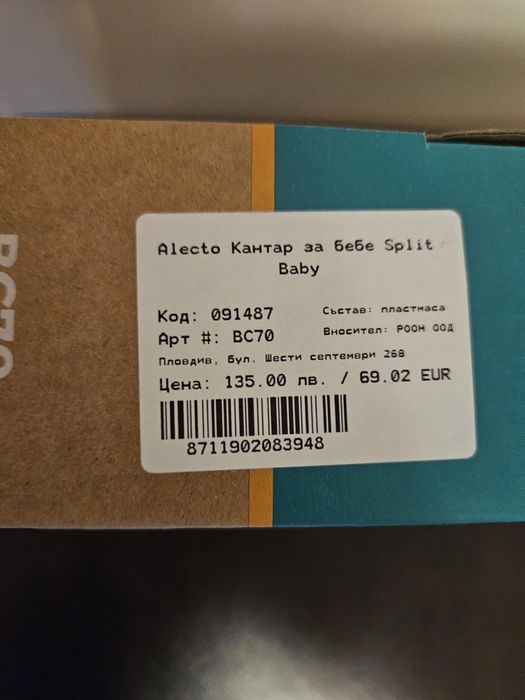 Alecto Кантар за бебе Split
Baby
Код: 091487
Състав: пластмаса
Арт #: BC70
Вносител: РООН ООД
Пловдив, бул. Шести септември 268
Цена: 135.00 лв. / 69.02 EUR
8711902083948
BC70